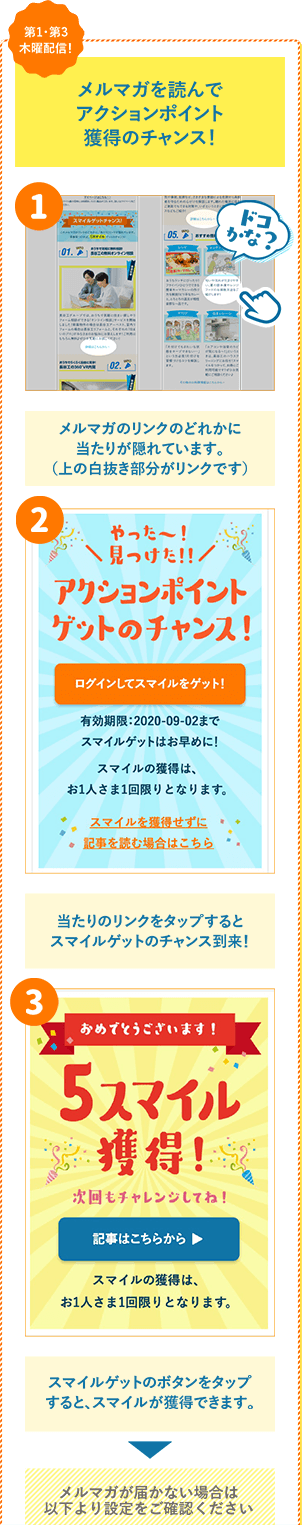 第1・第3
木曜配信！
メルマガを読んで
アクションポイント
獲得のチャンス！
1
スマイルゲットチャンス♪
01.
02.
05.
ドコ
かな？
メルマガのリンクのどれかに
当たりが隠れています。
（上の白抜き部分がリンクです）
2
やった〜！
見つけた!!
アクションポイント
ゲットのチャンス！
ログインしてスマイルをゲット！
有効期限：2020-09-02まで
スマイルゲットはお早めに！
スマイルの獲得は、
お1人さま1回限りとなります。
スマイルを獲得せずに
記事を読む場合はこちら
当たりのリンクをタップすると
スマイルゲットのチャンス到来！
3
おめでとうございます！
5スマイル
獲得！
次回もチャレンジしてね！
記事はこちらから ▶
スマイルの獲得は、
お1人さま1回限りとなります。
スマイルゲットのボタンをタップ
すると、スマイルが獲得できます。
メルマガが届かない場合は
以下より設定をご確認ください